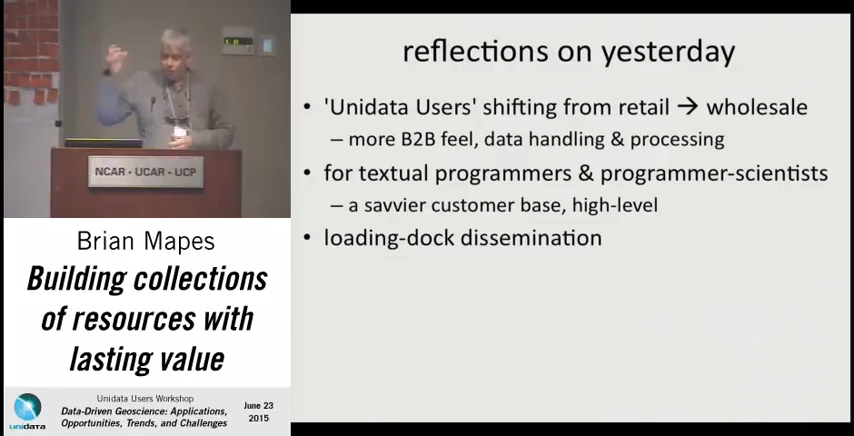 NCAR • UCAR • UCP
Brian Mapes
Building collections
of resources with
lasting value
unidata
Unidata Users Workshop
Data-Driven Geoscience: Applications,
Opportunities, Trends, and Challenges
June 23
2015
reflections on yesterday
• 'Unidata Users' shifting from retail → wholesale
– more B2B feel, data handling & processing
• for textual programmers & programmer-scientists
– a savvier customer base, high-level
• loading-dock dissemination